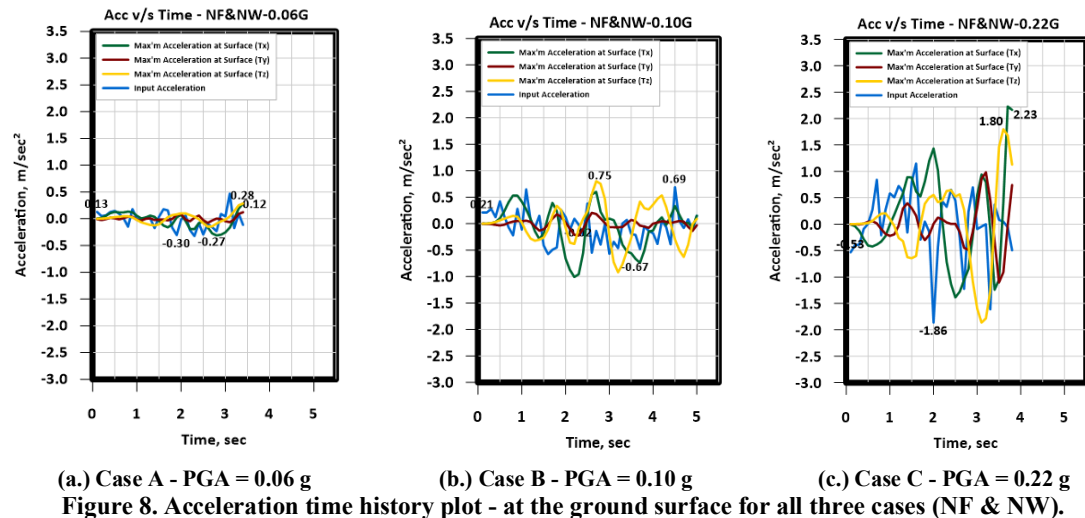 Acc v/s Time - NF&NW-0.06G
3.5
3.0
2.5
2.0
1.5
1.0
0.5
0.0
-0.5
-1.0
-1.5
-2.0
-2.5
-3.0
Acceleration, m/sec²
Max'm Acceleration at Surface (Tx)
Max'm Acceleration at Surface (Ty)
Max'm Acceleration at Surface (Tz)
Input Acceleration
0.13
-0.30
-0.27
0.28
0.12
0 1 2 3 4 5
Time, sec
(a.) Case A - PGA = 0.06 g
Acc v/s Time - NF&NW-0.10G
3.5
3.0
2.5
2.0
1.5
1.0
0.5
0.0
-0.5
-1.0
-1.5
-2.0
-2.5
-3.0
Acceleration, m/sec²
Max'm Acceleration at Surface (Tx)
Max'm Acceleration at Surface (Ty)
Max'm Acceleration at Surface (Tz)
Input Acceleration
0.21
0.75
0.69
-0.67
0 1 2 3 4 5
Time, sec
(b.) Case B - PGA = 0.10 g
Acc v/s Time - NF&NW-0.22G
3.5
3.0
2.5
2.0
1.5
1.0
0.5
0.0
-0.5
-1.0
-1.5
-2.0
-2.5
-3.0
Acceleration, m/sec²
Max'm Acceleration at Surface (Tx)
Max'm Acceleration at Surface (Ty)
Max'm Acceleration at Surface (Tz)
Input Acceleration
1.80
2.23
-0.53
-1.86
0 1 2 3 4 5
Time, sec
(c.) Case C - PGA = 0.22 g
Figure 8. Acceleration time history plot - at the ground surface for all three cases (NF & NW).